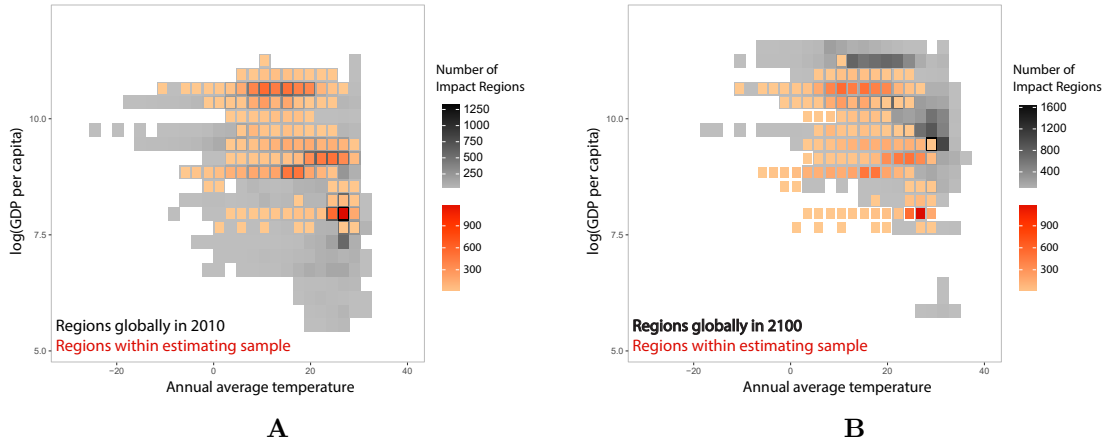 log(GDP per capita)
10.0
7.5
5.0
Regions globally in 2010
Regions within estimating sample
-20
0
20
40
Annual average temperature
Number of
Impact Regions
1250
1000
750
500
250
900
600
300
A
log(GDP per capita)
10.0
7.5
5.0
Regions globally in 2100
Regions within estimating sample
-20
0
20
40
Annual average temperature
Number of
Impact Regions
1600
1200
800
400
900
600
300
B